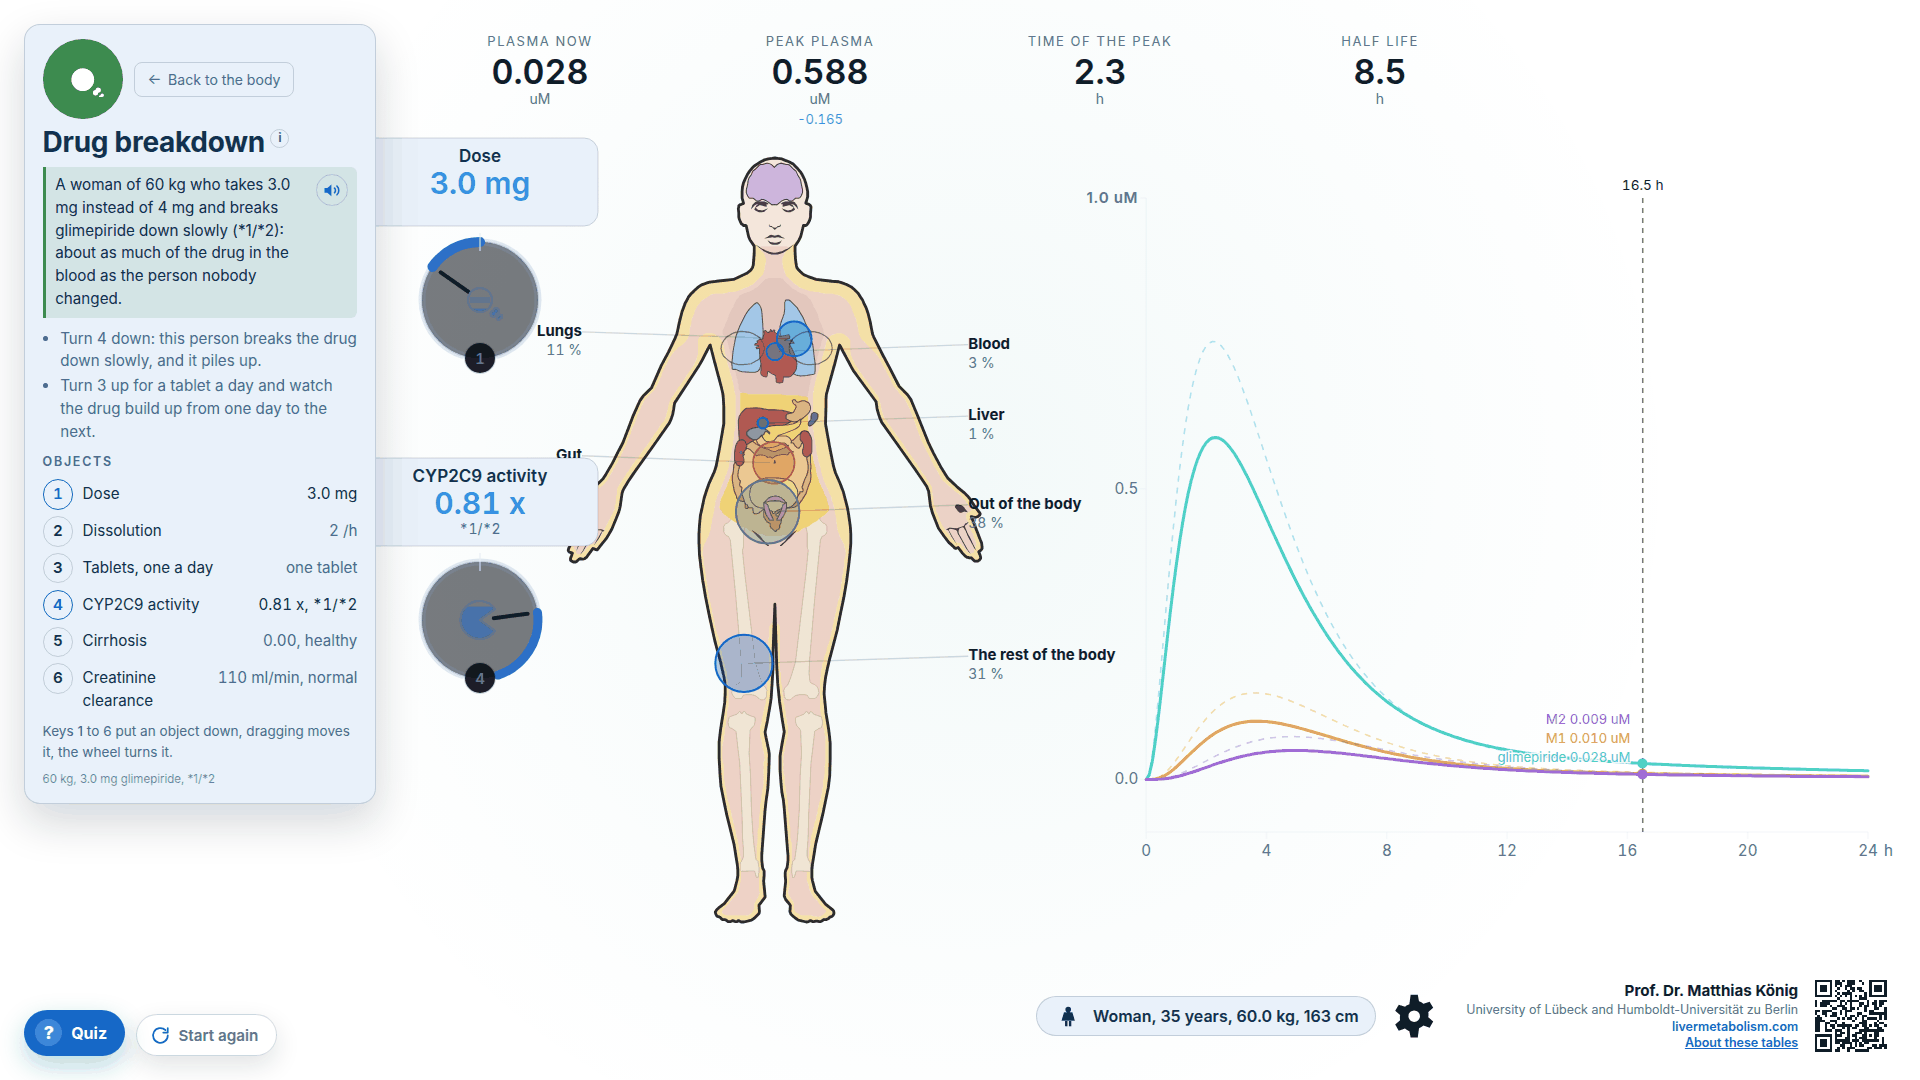 ← Back to the body
Drug breakdown i
A woman of 60 kg who takes 3.0
mg instead of 4 mg and breaks
glimepiride down slowly (*1/*2):
about as much of the drug in the
blood as the person nobody
changed.
• Turn 4 down: this person breaks the drug
down slowly, and it piles up.
• Turn 3 up for a tablet a day and watch
the drug build up from one day to the
next.
OBJECTS
1 Dose 3.0 mg
2 Dissolution 2 /h
3 Tablets, one a day one tablet
4 CYP2C9 activity 0.81 x, *1/*2
5 Cirrhosis 0.00, healthy
6 Creatinine clearance 110 ml/min, normal
Keys 1 to 6 put an object down, dragging moves
it, the wheel turns it.
60 kg, 3.0 mg glimepiride, *1/*2
PLASMA NOW
0.028
uM
PEAK PLASMA
0.588
uM
-0.165
TIME OF THE PEAK
2.3
h
HALF LIFE
8.5
h
Dose
3.0 mg
1
CYP2C9 activity
0.81 x
*1/*2
4
Lungs
11 %
Gut
Blood
3 %
Liver
1 %
Out of the body
38 %
The rest of the body
31 %
16.5 h
1.0 uM
0.5
0.0
M2 0.009 uM
M1 0.010 uM
glimepiride 0.028 uM
0 4 8 12 16 20 24 h
? Quiz
Start again
Woman, 35 years, 60.0 kg, 163 cm
Prof. Dr. Matthias König
University of Lübeck and Humboldt-Universität zu Berlin
livermetabolism.com
About these tables